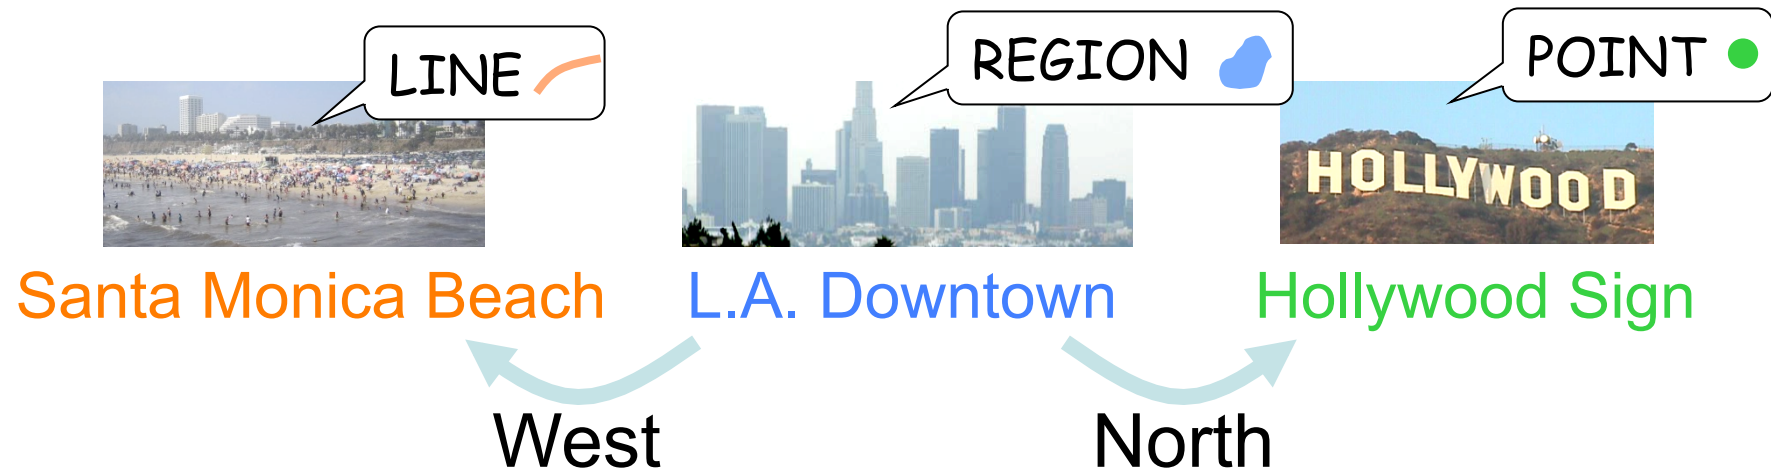 LINE
REGION
POINT
HOLLYWOOD
Santa Monica Beach
L.A. Downtown
Hollywood Sign
West
North